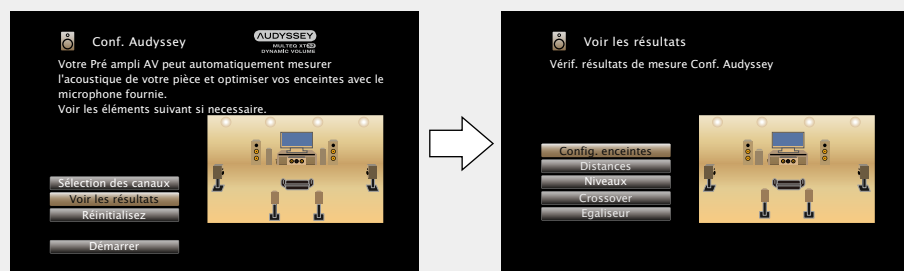 Conf. Audyssey
AUDYSSEY
MULTEQ XT32
DYNAMIC VOLUME
Votre Pré ampli AV peut automatiquement mesurer
l'acoustique de votre pièce et optimiser vos enceintes avec le
microphone fournie.
Voir les éléments suivant si necessaire.
Sélection des canaux
Voir les résultats
Réinitialisez
Démarrer
Voir les résultats
Vérif. résultats de mesure Conf. Audyssey
Config. enceintes
Distances
Niveaux
Crossover
Egaliseur